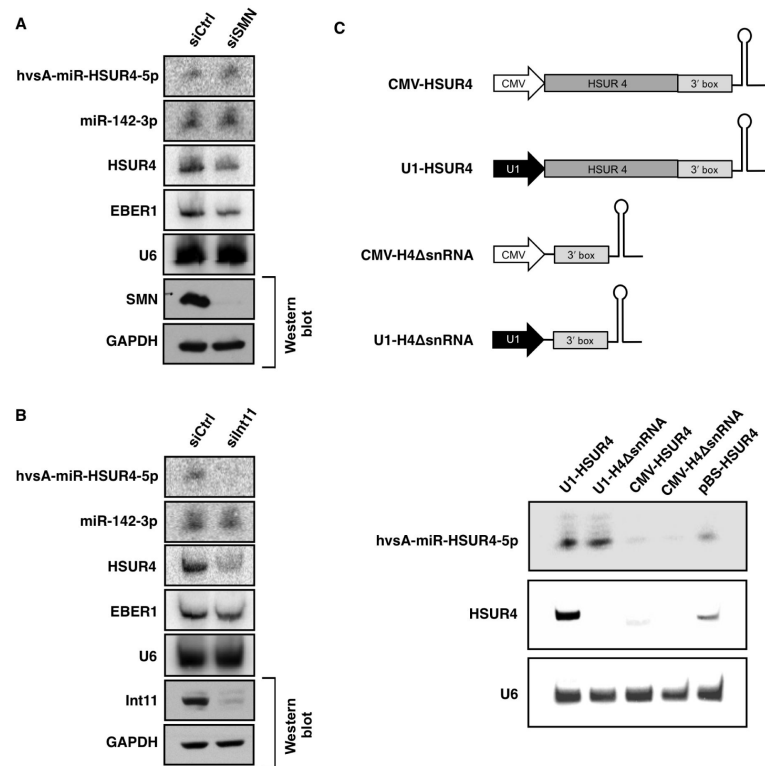 A
siCtrl
siSMN
hvsA-miR-HSUR4-5p
miR-142-3p
HSUR4
EBER1
U6
SMN
GAPDH
Western
blot
B
siCtrl
siInt11
hvsA-miR-HSUR4-5p
miR-142-3p
HSUR4
EBER1
U6
Int11
GAPDH
Western
blot
C
CMV-HSUR4
CMV
HSUR 4
3' box
U1-HSUR4
U1
HSUR 4
3' box
CMV-H4ΔsnRNA
CMV
3' box
U1-H4ΔsnRNA
U1
3' box
U1-HSUR4
U1-H4ΔsnRNA
CMV-HSUR4
CMV-H4ΔsnRNA
pBS-HSUR4
hvsA-miR-HSUR4-5p
HSUR4
U6